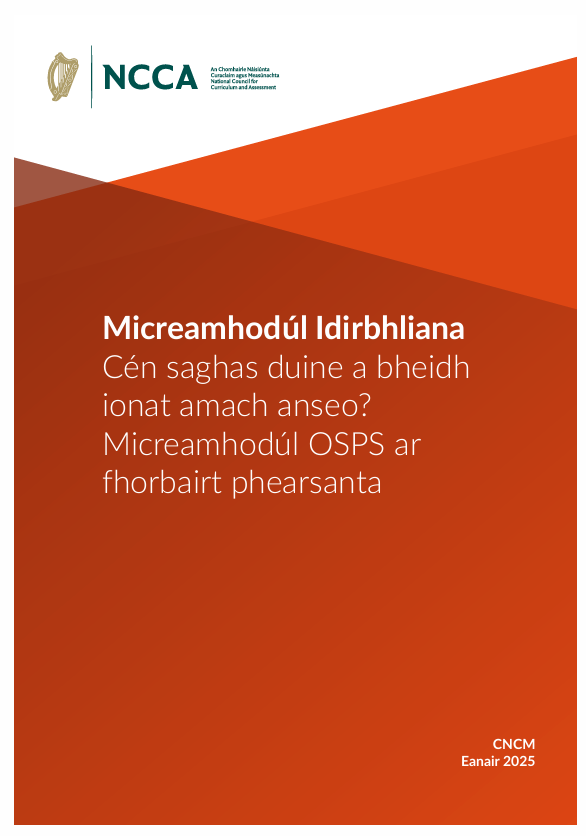 NCCA
An Chomhairle Náisiúnta
Curaclaim agus Measúnachta
National Council for
Curriculum and Assessment
Micreamhodúl Idirbhliana
Cén saghas duine a bheidh
ionat amach anseo?
Micreamhodúl OSPS ar
fhorbairt phearsanta
CNCM
Eanair 2025